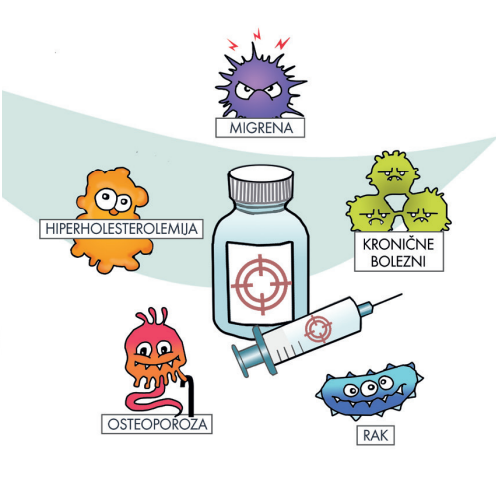 MIGRENA
HIPERHOLESTEROLEMIJA
KRONIČNE
BOLEZNI
OSTEOPOROZA
RAK